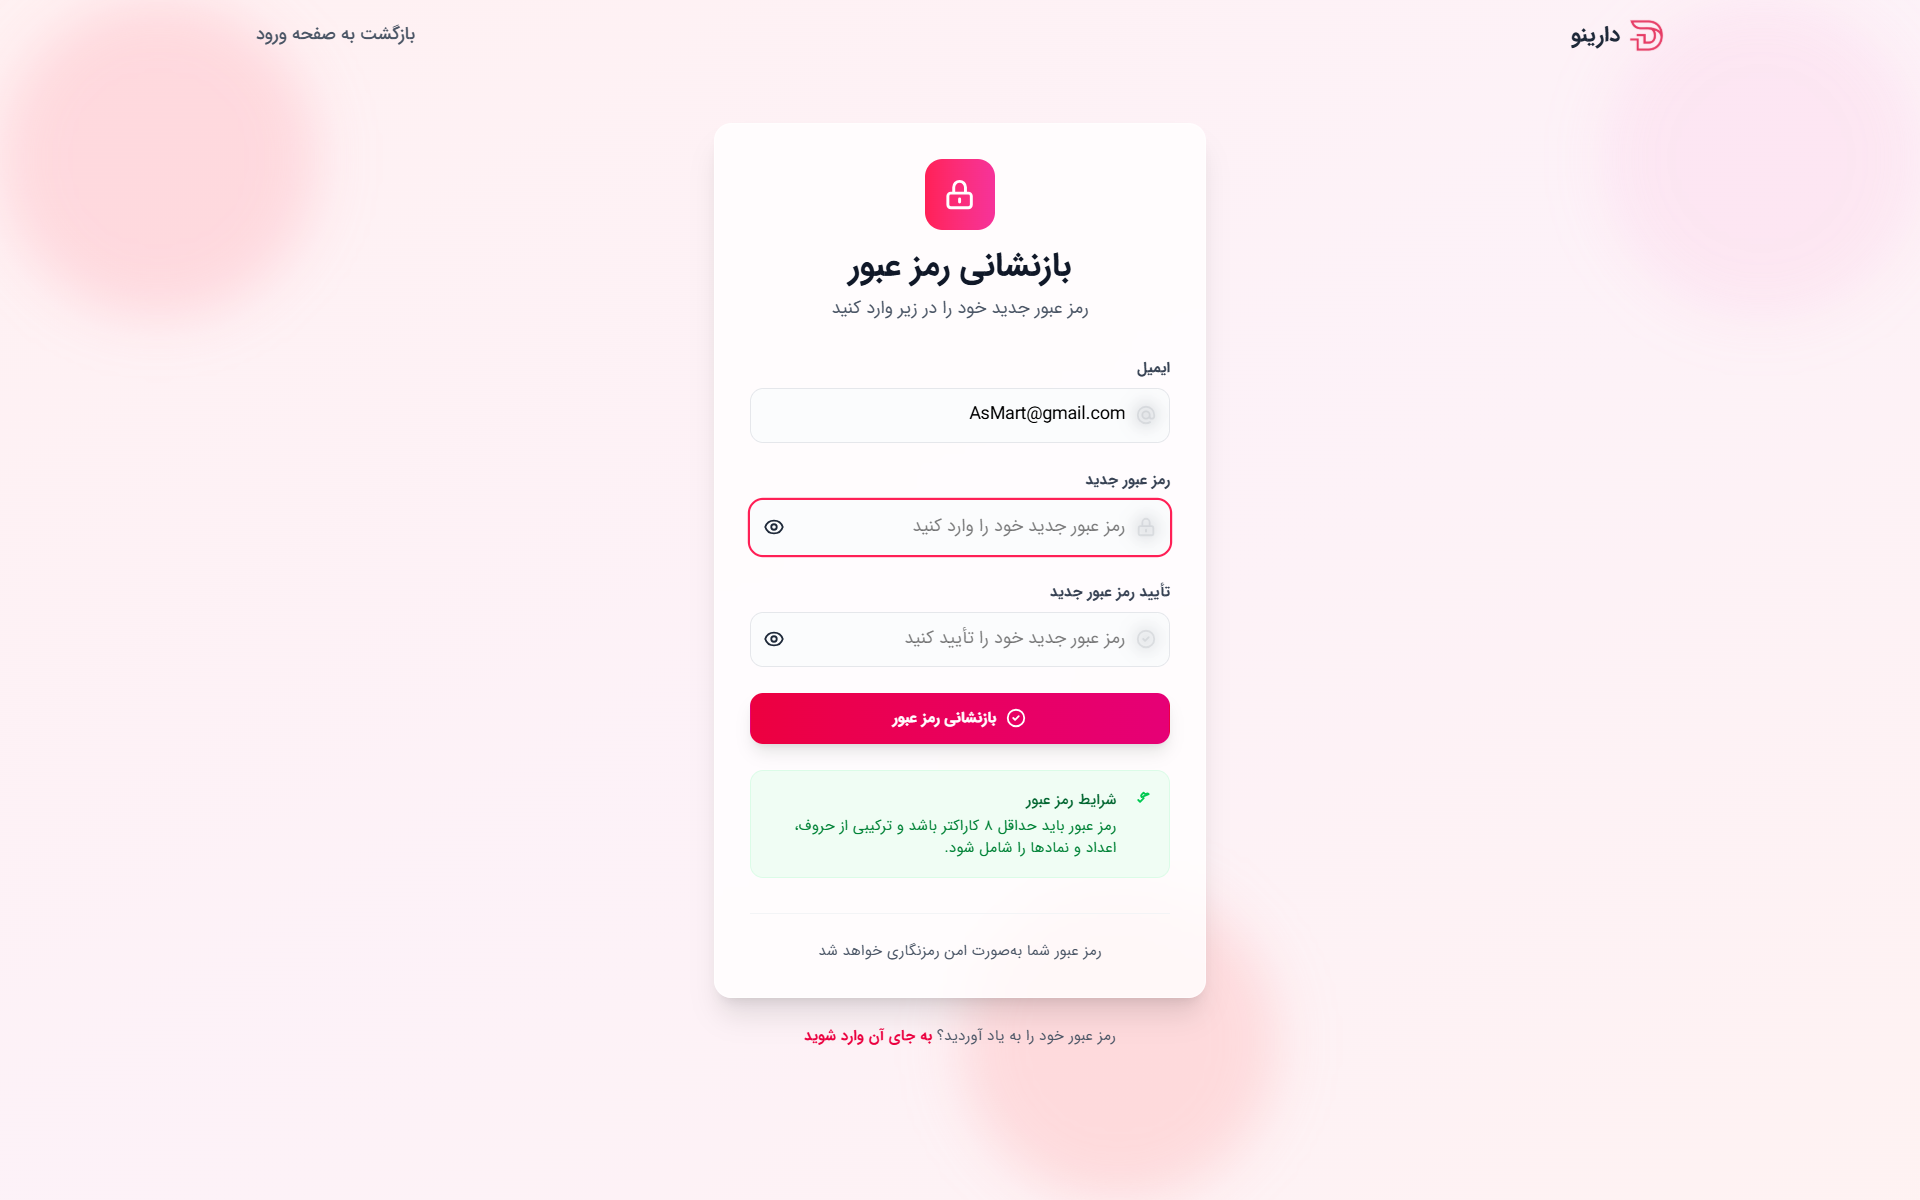 دارینو
بازگشت به صفحه ورود
بازنشانی رمز عبور
رمز عبور جدید خود را در زیر وارد کنید
ایمیل
AsMart@gmail.com
رمز عبور جدید
رمز عبور جدید خود را وارد کنید
تأیید رمز عبور جدید
رمز عبور جدید خود را تأیید کنید
بازنشانی رمز عبور
شرایط رمز عبور
رمز عبور باید حداقل ۸ کاراکتر باشد و ترکیبی از حروف،
اعداد و نمادها را شامل شود.
رمز عبور شما به‌صورت امن رمزنگاری خواهد شد
رمز عبور خود را به یاد آوردید؟ به جای آن وارد شوید